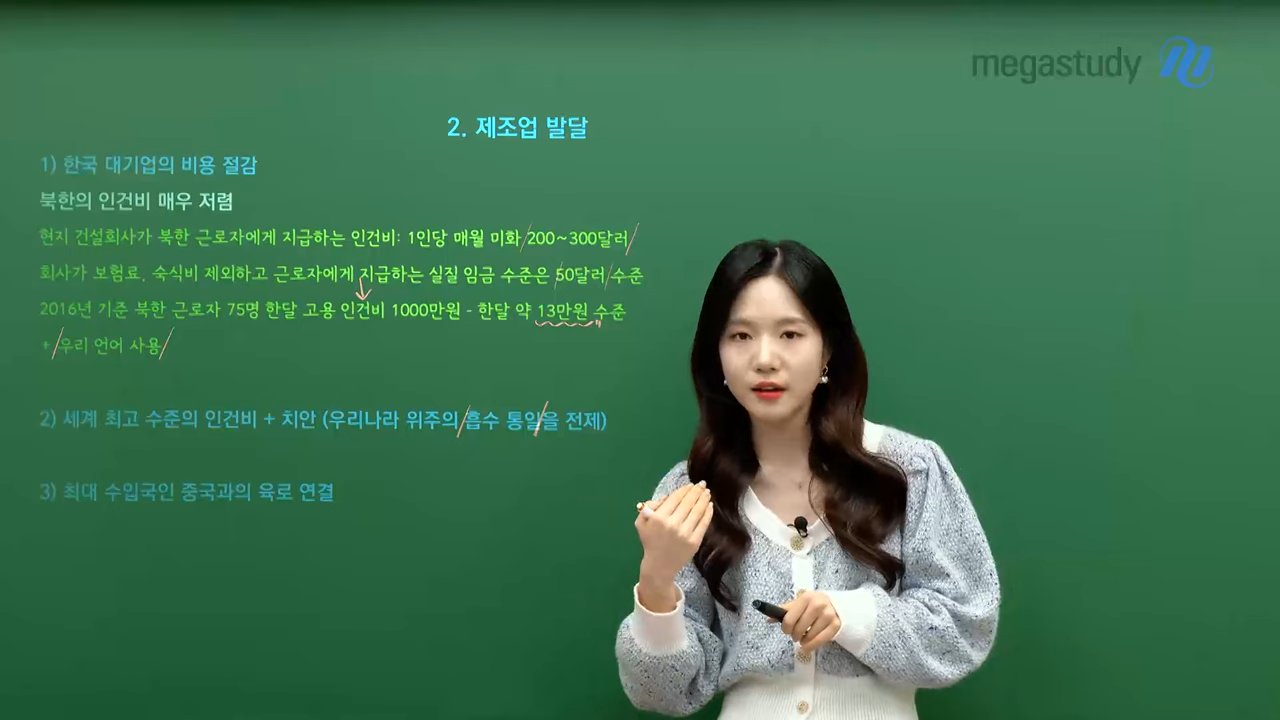 megastudy
2. 제조업 발달
1) 한국 대기업의 비용 절감
북한의 인건비 매우 저렴
현지 건설회사가 북한 근로자에게 지급하는 인건비: 1인당 매월 미화 200~300달러
회사가 보험료, 숙식비 제외하고 근로자에게 지급하는 실질 임금 수준은 50달러 수준
2016년 기준 북한 근로자 75명 한달 고용 인건비 1000만원 - 한달 약 13만원 수준
+ 우리 언어 사용
2) 세계 최고 수준의 인건비 + 치안 (우리나라 위주의 흡수 통일을 전제)
3) 최대 수입국인 중국과의 육로 연결